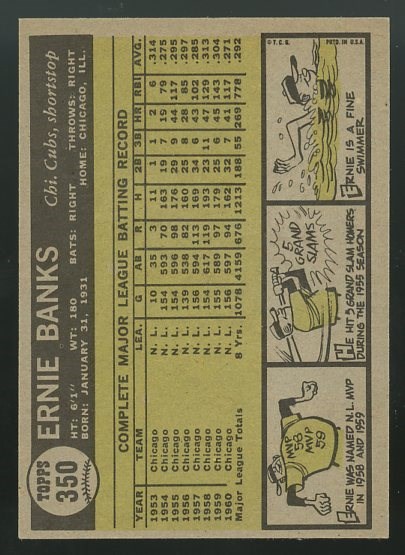 TOPPS
350
ERNIE BANKS
Chi. Cubs, shortstop
HT: 6'1" WT: 180 BATS: RIGHT THROWS: RIGHT
BORN: JANUARY 31, 1931 HOME: CHICAGO, ILL.
COMPLETE MAJOR LEAGUE BATTING RECORD
YEAR TEAM LEA. G AB R H 2B 3B HR RBI AVG.
1953 Chicago N. L. 10 35 3 11 1 1 2 6 .314
1954 Chicago N. L. 154 593 70 163 19 7 19 79 .275
1955 Chicago N. L. 154 596 98 176 29 9 44 117 .295
1956 Chicago N. L. 139 538 82 160 25 8 28 85 .297
1957 Chicago N. L. 156 594 113 169 34 6 43 102 .285
1958 Chicago N. L. 154 617 119 193 23 11 47 129 .313
1959 Chicago N. L. 155 589 97 179 25 6 45 143 .304
1960 Chicago N. L. 156 597 94 162 32 7 41 117 .271
Major League Totals 8 Yrs. 1078 4159 676 1213 188 55 269 778 .292
MVP
58
MVP
59
ERNIE WAS NAMED N.L. MVP
IN 1958 AND 1959
5
GRAND
SLAMS
HE HIT 5 GRAND SLAM HOMERS
DURING THE 1955 SEASON
© T.C.G. PRTD. IN U.S.A.
ERNIE IS A FINE
SWIMMER.